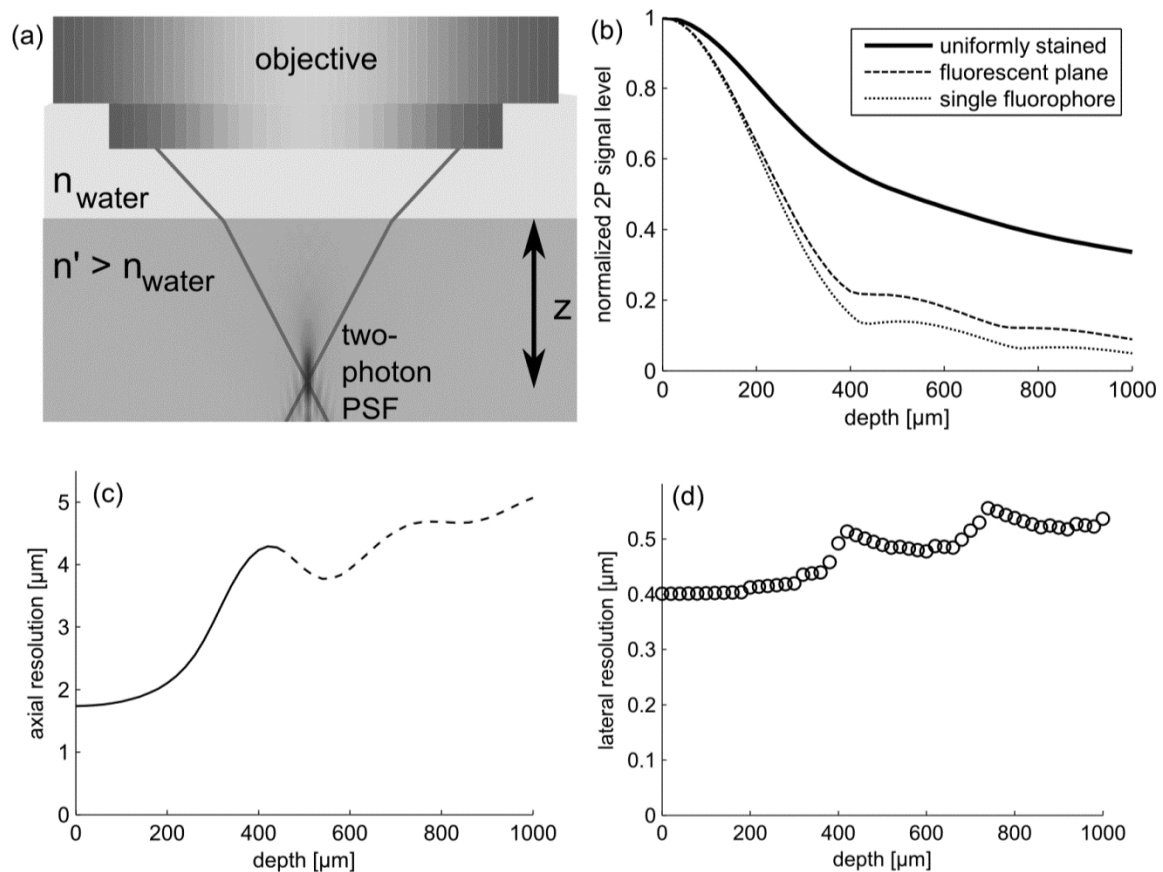 (a)
objective
n_water
n' > n_water
z
two-
photon
PSF
(b)
normalized 2P signal level
1
0.8
0.6
0.4
0.2
0
uniformly stained
fluorescent plane
single fluorophore
0 200 400 600 800 1000
depth [µm]
(c)
axial resolution [µm]
5
4
3
2
1
0
0 200 400 600 800 1000
depth [µm]
(d)
lateral resolution [µm]
0.5
0.4
0.3
0.2
0.1
0
0 200 400 600 800 1000
depth [µm]